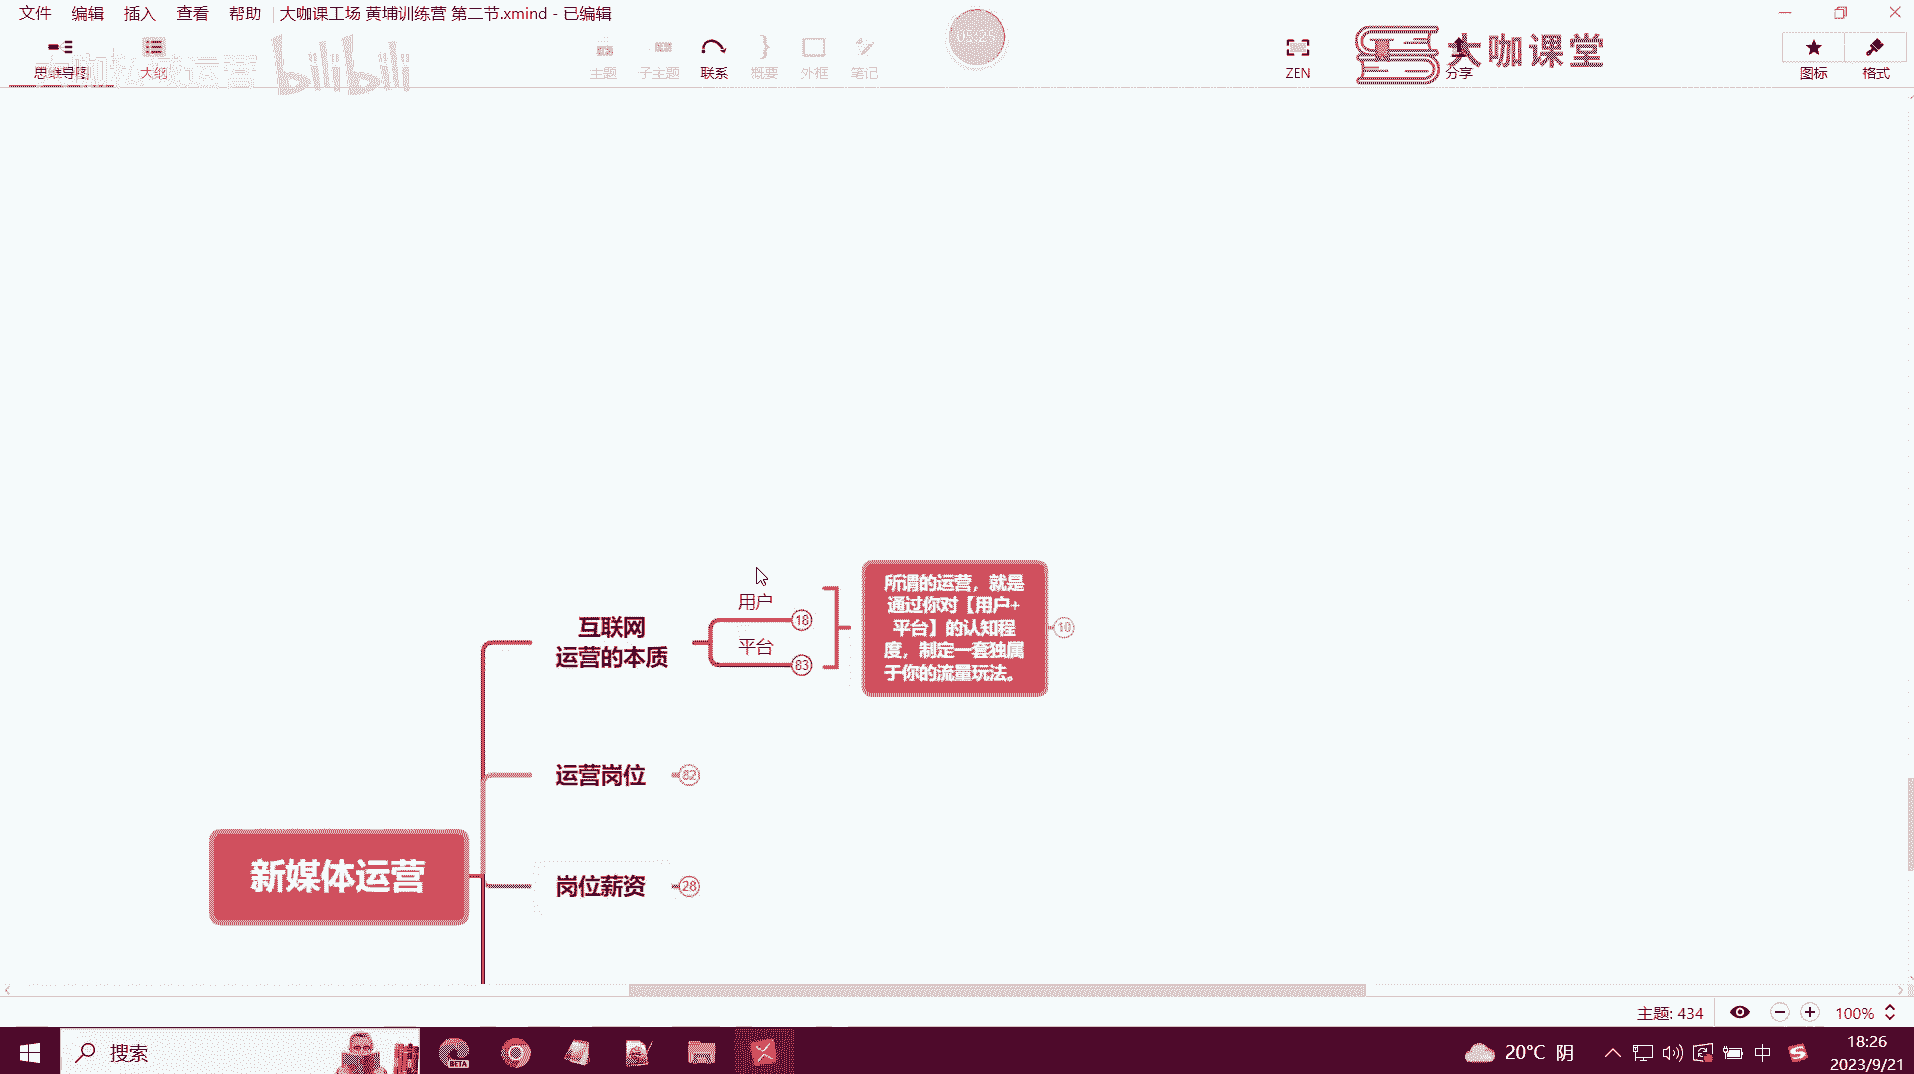 文件 编辑 插入 查看 帮助 大咖课工场 黄埔训练营 第二节.xmind - 已编辑
思维导图 大纲 主题 子主题 联系 概要 外框 笔记 ZEN 分享 图标 格式
bilibili
大咖课堂
05:25
所谓的运营，就是
通过你对【用户+
平台】的认知程
度，制定一套独属
于你的流量玩法。
10
互联网
运营的本质
用户
18
平台
83
运营岗位
82
新媒体运营
岗位薪资
28
主题: 434
100%
搜索
BETA
20°C 阴
中
18:26
2023/9/21